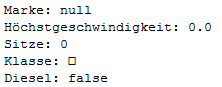 Marke: null
Höchstgeschwindigkeit: 0.0
Sitze: 0
Klasse: □
Diesel: false